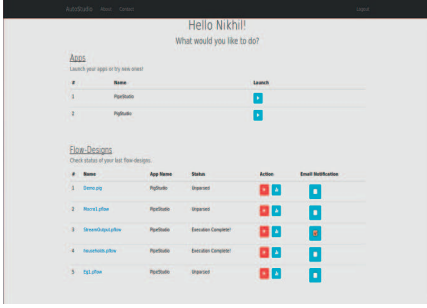 AutoStudio About Contact Logout
Hello Nikhil!
What would you like to do?
Apps
Launch your apps or try new ones!
# Name Launch
1 PipeStudio
2 PigStudio
Flow-Designs
Check status of your last flow-designs.
# Name App Name Status Action Email Notification
1 Demo.pig PigStudio Unparsed
2 Macro1.pflow PipeStudio Unparsed
3 StreamOutput.pflow PipeStudio Execution Complete!
4 households.pflow PipeStudio Execution Complete!
5 Eg1.pflow PipeStudio Unparsed